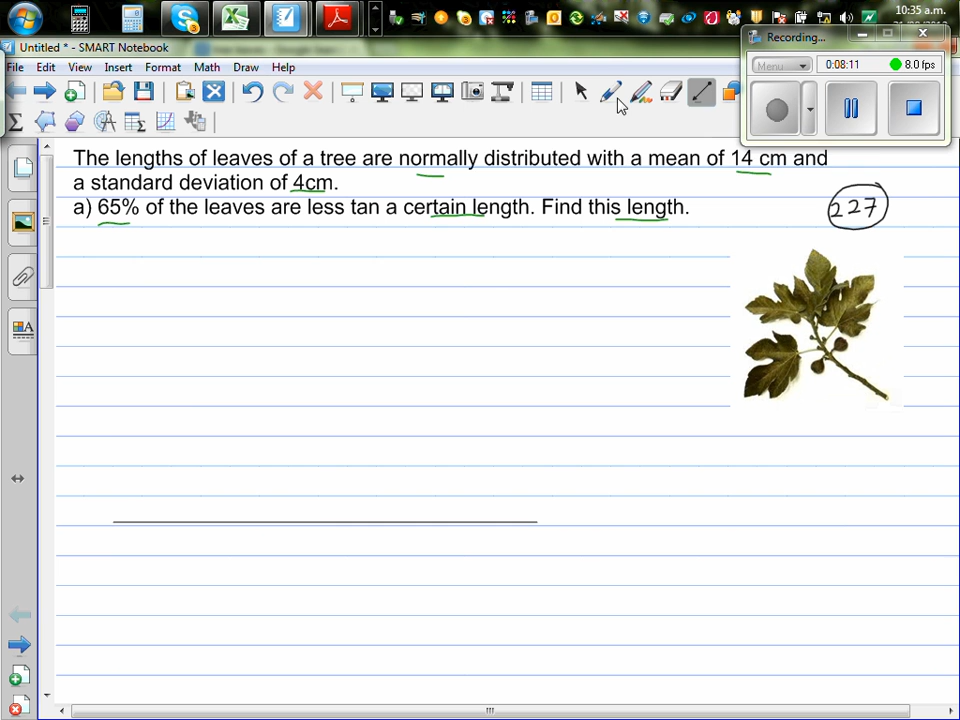 10:35 a.m.
Untitled * - SMART Notebook
Recording...
File Edit View Insert Format Math Draw Help
Menu 0:08:11 8.0 fps
The lengths of leaves of a tree are normally distributed with a mean of 14 cm and
a standard deviation of 4cm.
a) 65% of the leaves are less tan a certain length. Find this length.
227